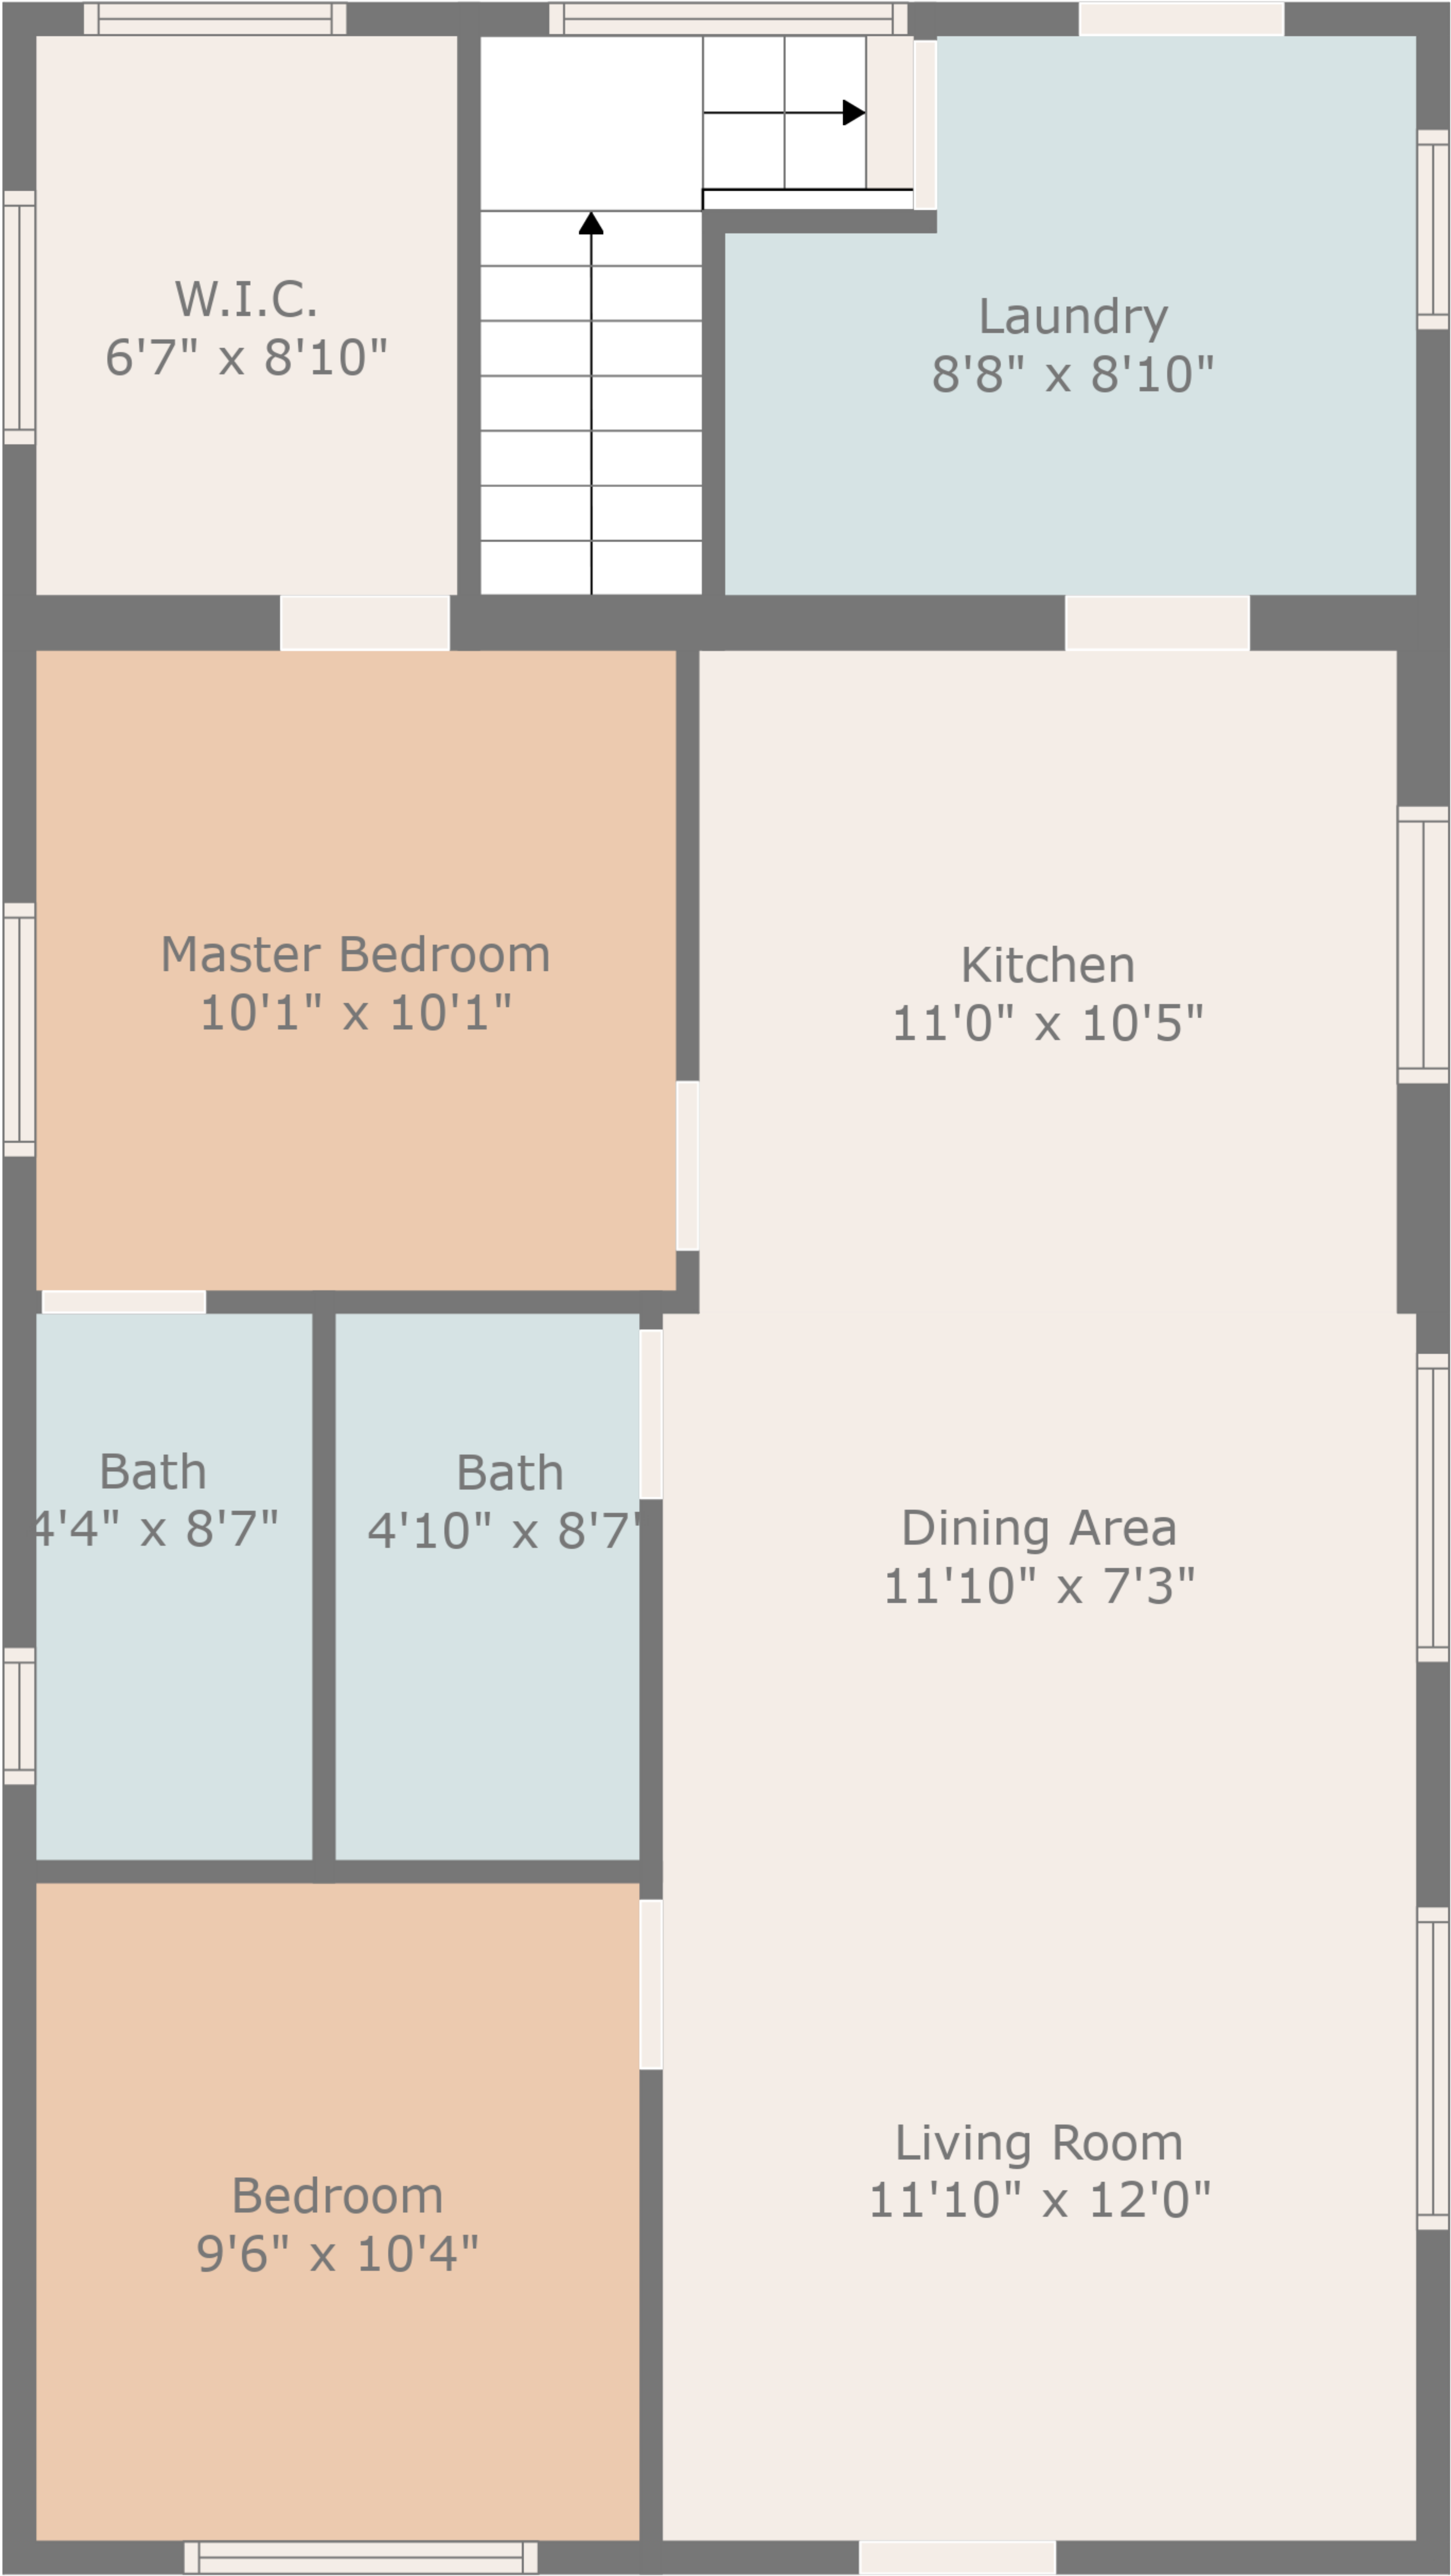 W.I.C.
6'7" x 8'10"
Laundry
8'8" x 8'10"
Master Bedroom
10'1" x 10'1"
Kitchen
11'0" x 10'5"
Bath
4'4" x 8'7"
Bath
4'10" x 8'7'
Dining Area
11'10" x 7'3"
Living Room
11'10" x 12'0"
Bedroom
9'6" x 10'4"